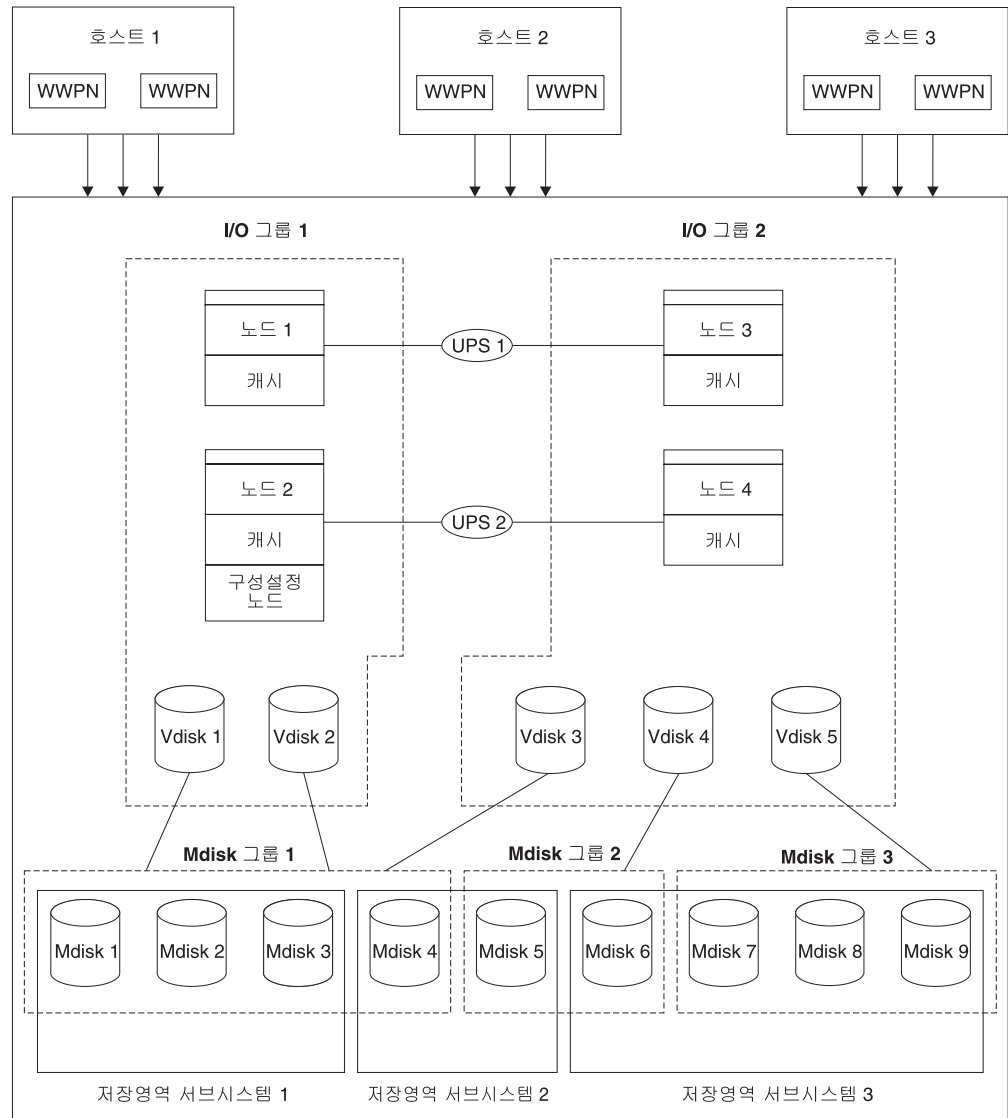 호스트 1
호스트 2
호스트 3
WWPN
WWPN
WWPN
WWPN
WWPN
WWPN
I/O 그룹 1
I/O 그룹 2
노드 1
캐시
UPS 1
노드 3
캐시
노드 2
캐시
구성설정
노드
UPS 2
노드 4
캐시
Vdisk 1
Vdisk 2
Vdisk 3
Vdisk 4
Vdisk 5
Mdisk 그룹 1
Mdisk 그룹 2
Mdisk 그룹 3
Mdisk 1
Mdisk 2
Mdisk 3
Mdisk 4
Mdisk 5
Mdisk 6
Mdisk 7
Mdisk 8
Mdisk 9
저장영역 서브시스템 1
저장영역 서브시스템 2
저장영역 서브시스템 3